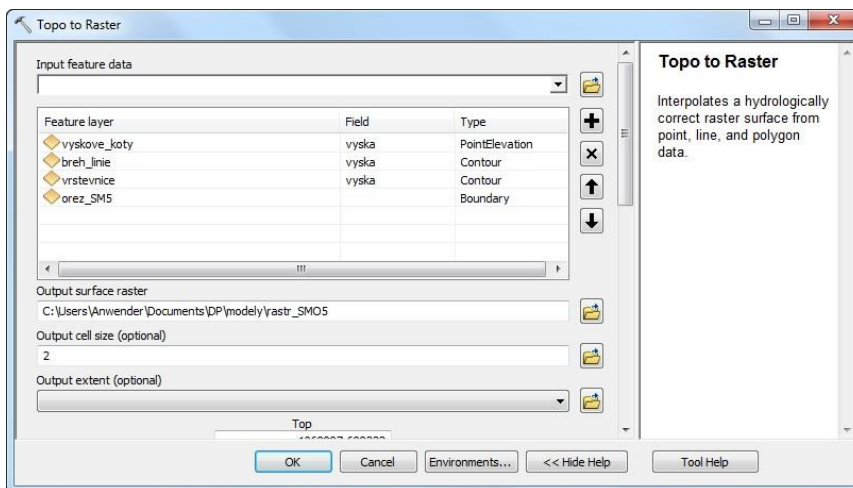 Topo to Raster
Input feature data
Feature layer Field Type
vyskove_koty vyska PointElevation
breh_linie vyska Contour
vrstevnice vyska Contour
orez_SM5 Boundary
Output surface raster
C:\Users\Anwender\Documents\DP\modely\rastr_SMO5
Output cell size (optional)
2
Output extent (optional)
Top
OK Cancel Environments... << Hide Help Tool Help
Topo to Raster
Interpolates a hydrologically
correct raster surface from
point, line, and polygon
data.